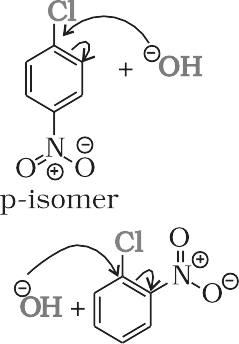 Cl
+ ⊖OH
N ⊖
O ⊕ O
p-isomer
Cl O
N⊕
O⊖
⊖OH +